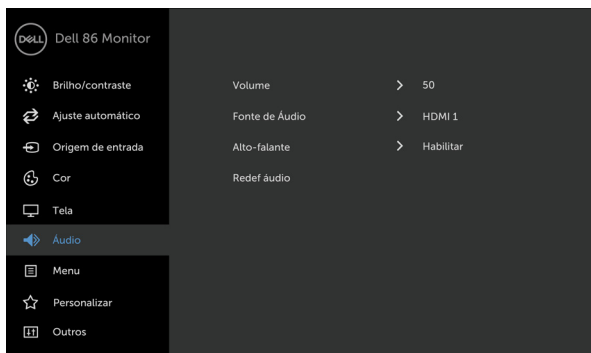 DELL Dell 86 Monitor
Brilho/contraste
Volume 50
Ajuste automático
Fonte de Áudio HDMI 1
Origem de entrada
Alto-falante Habilitar
Cor
Redef áudio
Tela
Áudio
Menu
Personalizar
Outros